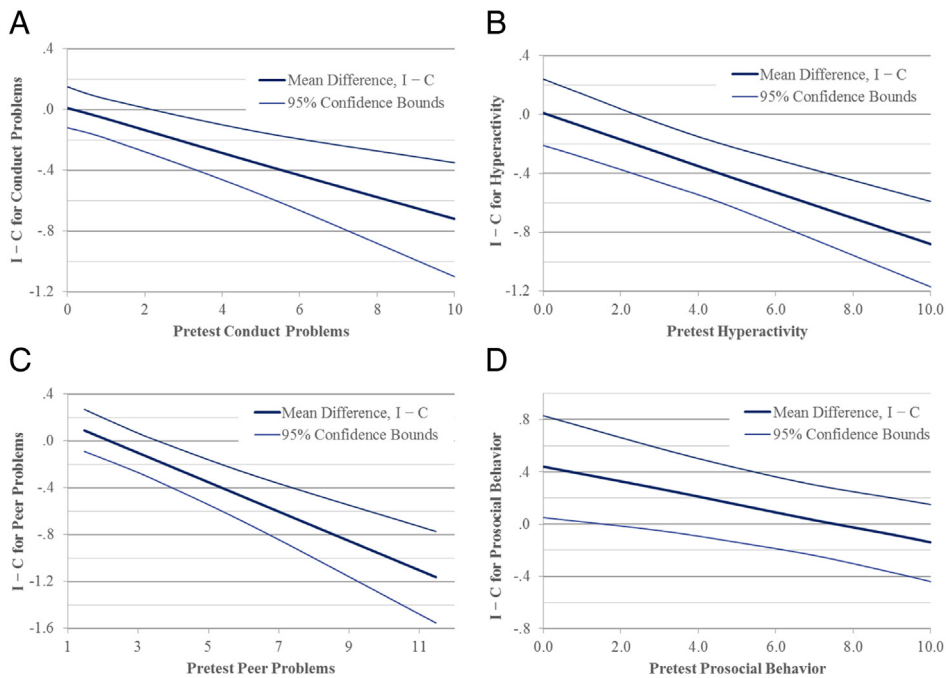 A
.4
.0
-.4
-.8
-1.2
I – C for Conduct Problems
Mean Difference, I – C
95% Confidence Bounds
0
2
4
6
8
10
Pretest Conduct Problems
B
.4
.0
-.4
-.8
-1.2
I – C for Hyperactivity
Mean Difference, I – C
95% Confidence Bounds
0.0
2.0
4.0
6.0
8.0
10.0
Pretest Hyperactivity
C
.4
.0
-.4
-.8
-1.2
-1.6
I – C for Peer Problems
Mean Difference, I – C
95% Confidence Bounds
1
3
5
7
9
11
Pretest Peer Problems
D
.8
.4
.0
-.4
-.8
I – C for Prosocial Behavior
Mean Difference, I – C
95% Confidence Bounds
0.0
2.0
4.0
6.0
8.0
10.0
Pretest Prosocial Behavior